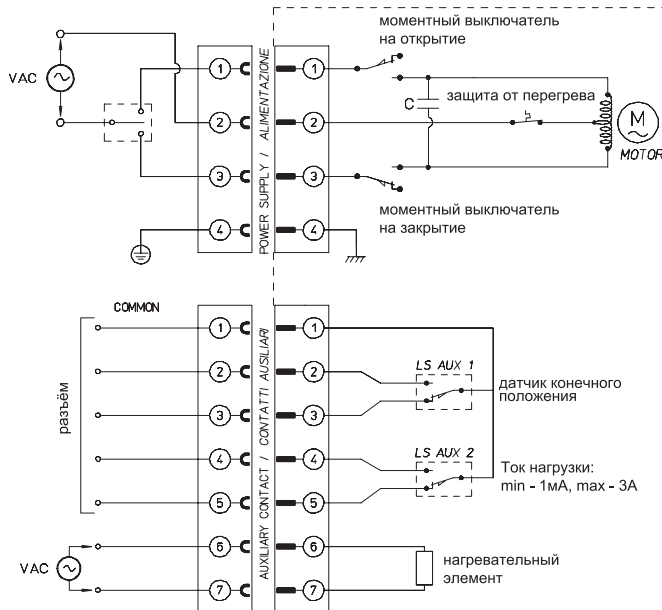 моментный выключатель
на открытие
VAC
1
2
3
4
POWER SUPPLY / ALIMENTAZIONE
1
2
3
4
C
защита от перегрева
M
MOTOR
моментный выключатель
на закрытие
COMMON
разъём
1
2
3
4
5
6
7
AUXILIARY CONTACT / CONTATTI AUSILIARI
1
2
3
4
5
6
7
LS AUX 1
датчик конечного
положения
LS AUX 2
Ток нагрузки:
min - 1мА, max - 3А
VAC
нагревательный
элемент